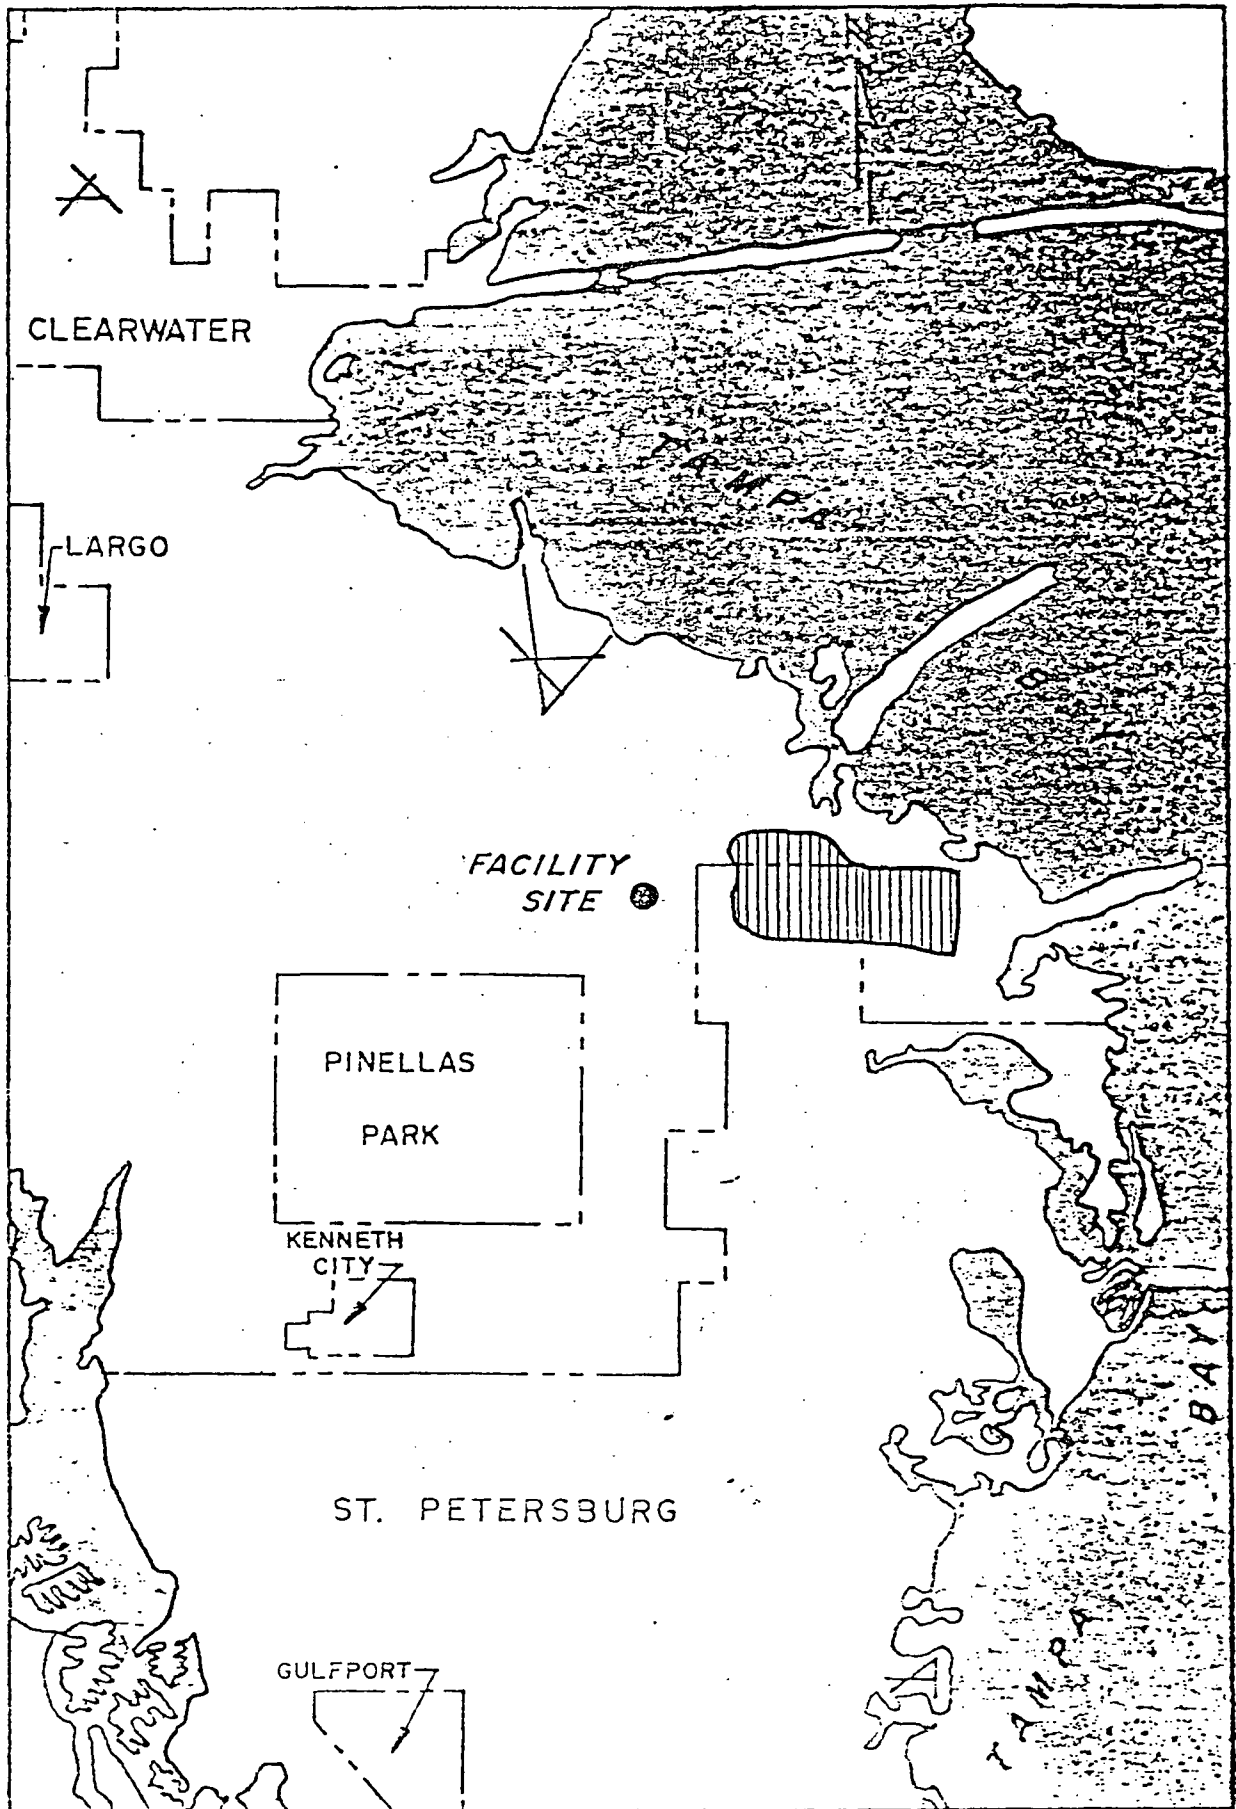 CLEARWATER
TAMPA
LARGO
B
FACILITY
SITE
PINELLAS
PARK
KENNETH
CITY
BAY
ST. PETERSBURG
TAMPA
GULFPORT